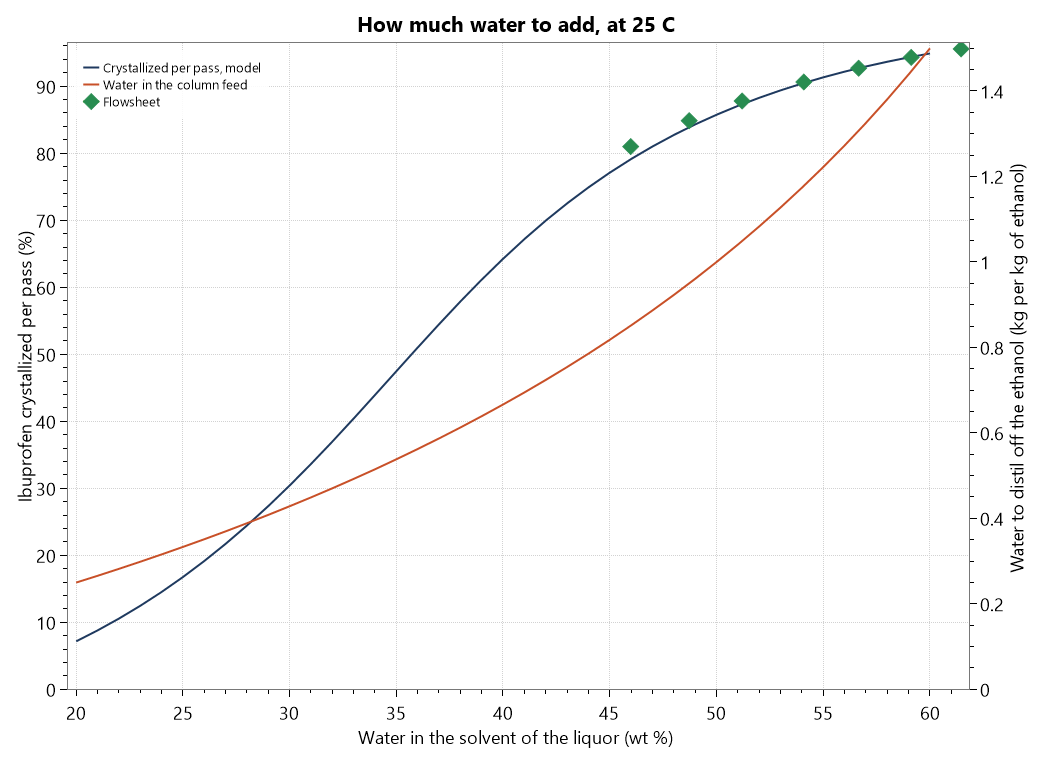 How much water to add, at 25 C
Crystallized per pass, model
Water in the column feed
Flowsheet
Ibuprofen crystallized per pass (%)
90
80
70
60
50
40
30
20
10
0
Water to distil off the ethanol (kg per kg of ethanol)
1.4
1.2
1
0.8
0.6
0.4
0.2
0
20 25 30 35 40 45 50 55 60
Water in the solvent of the liquor (wt %)